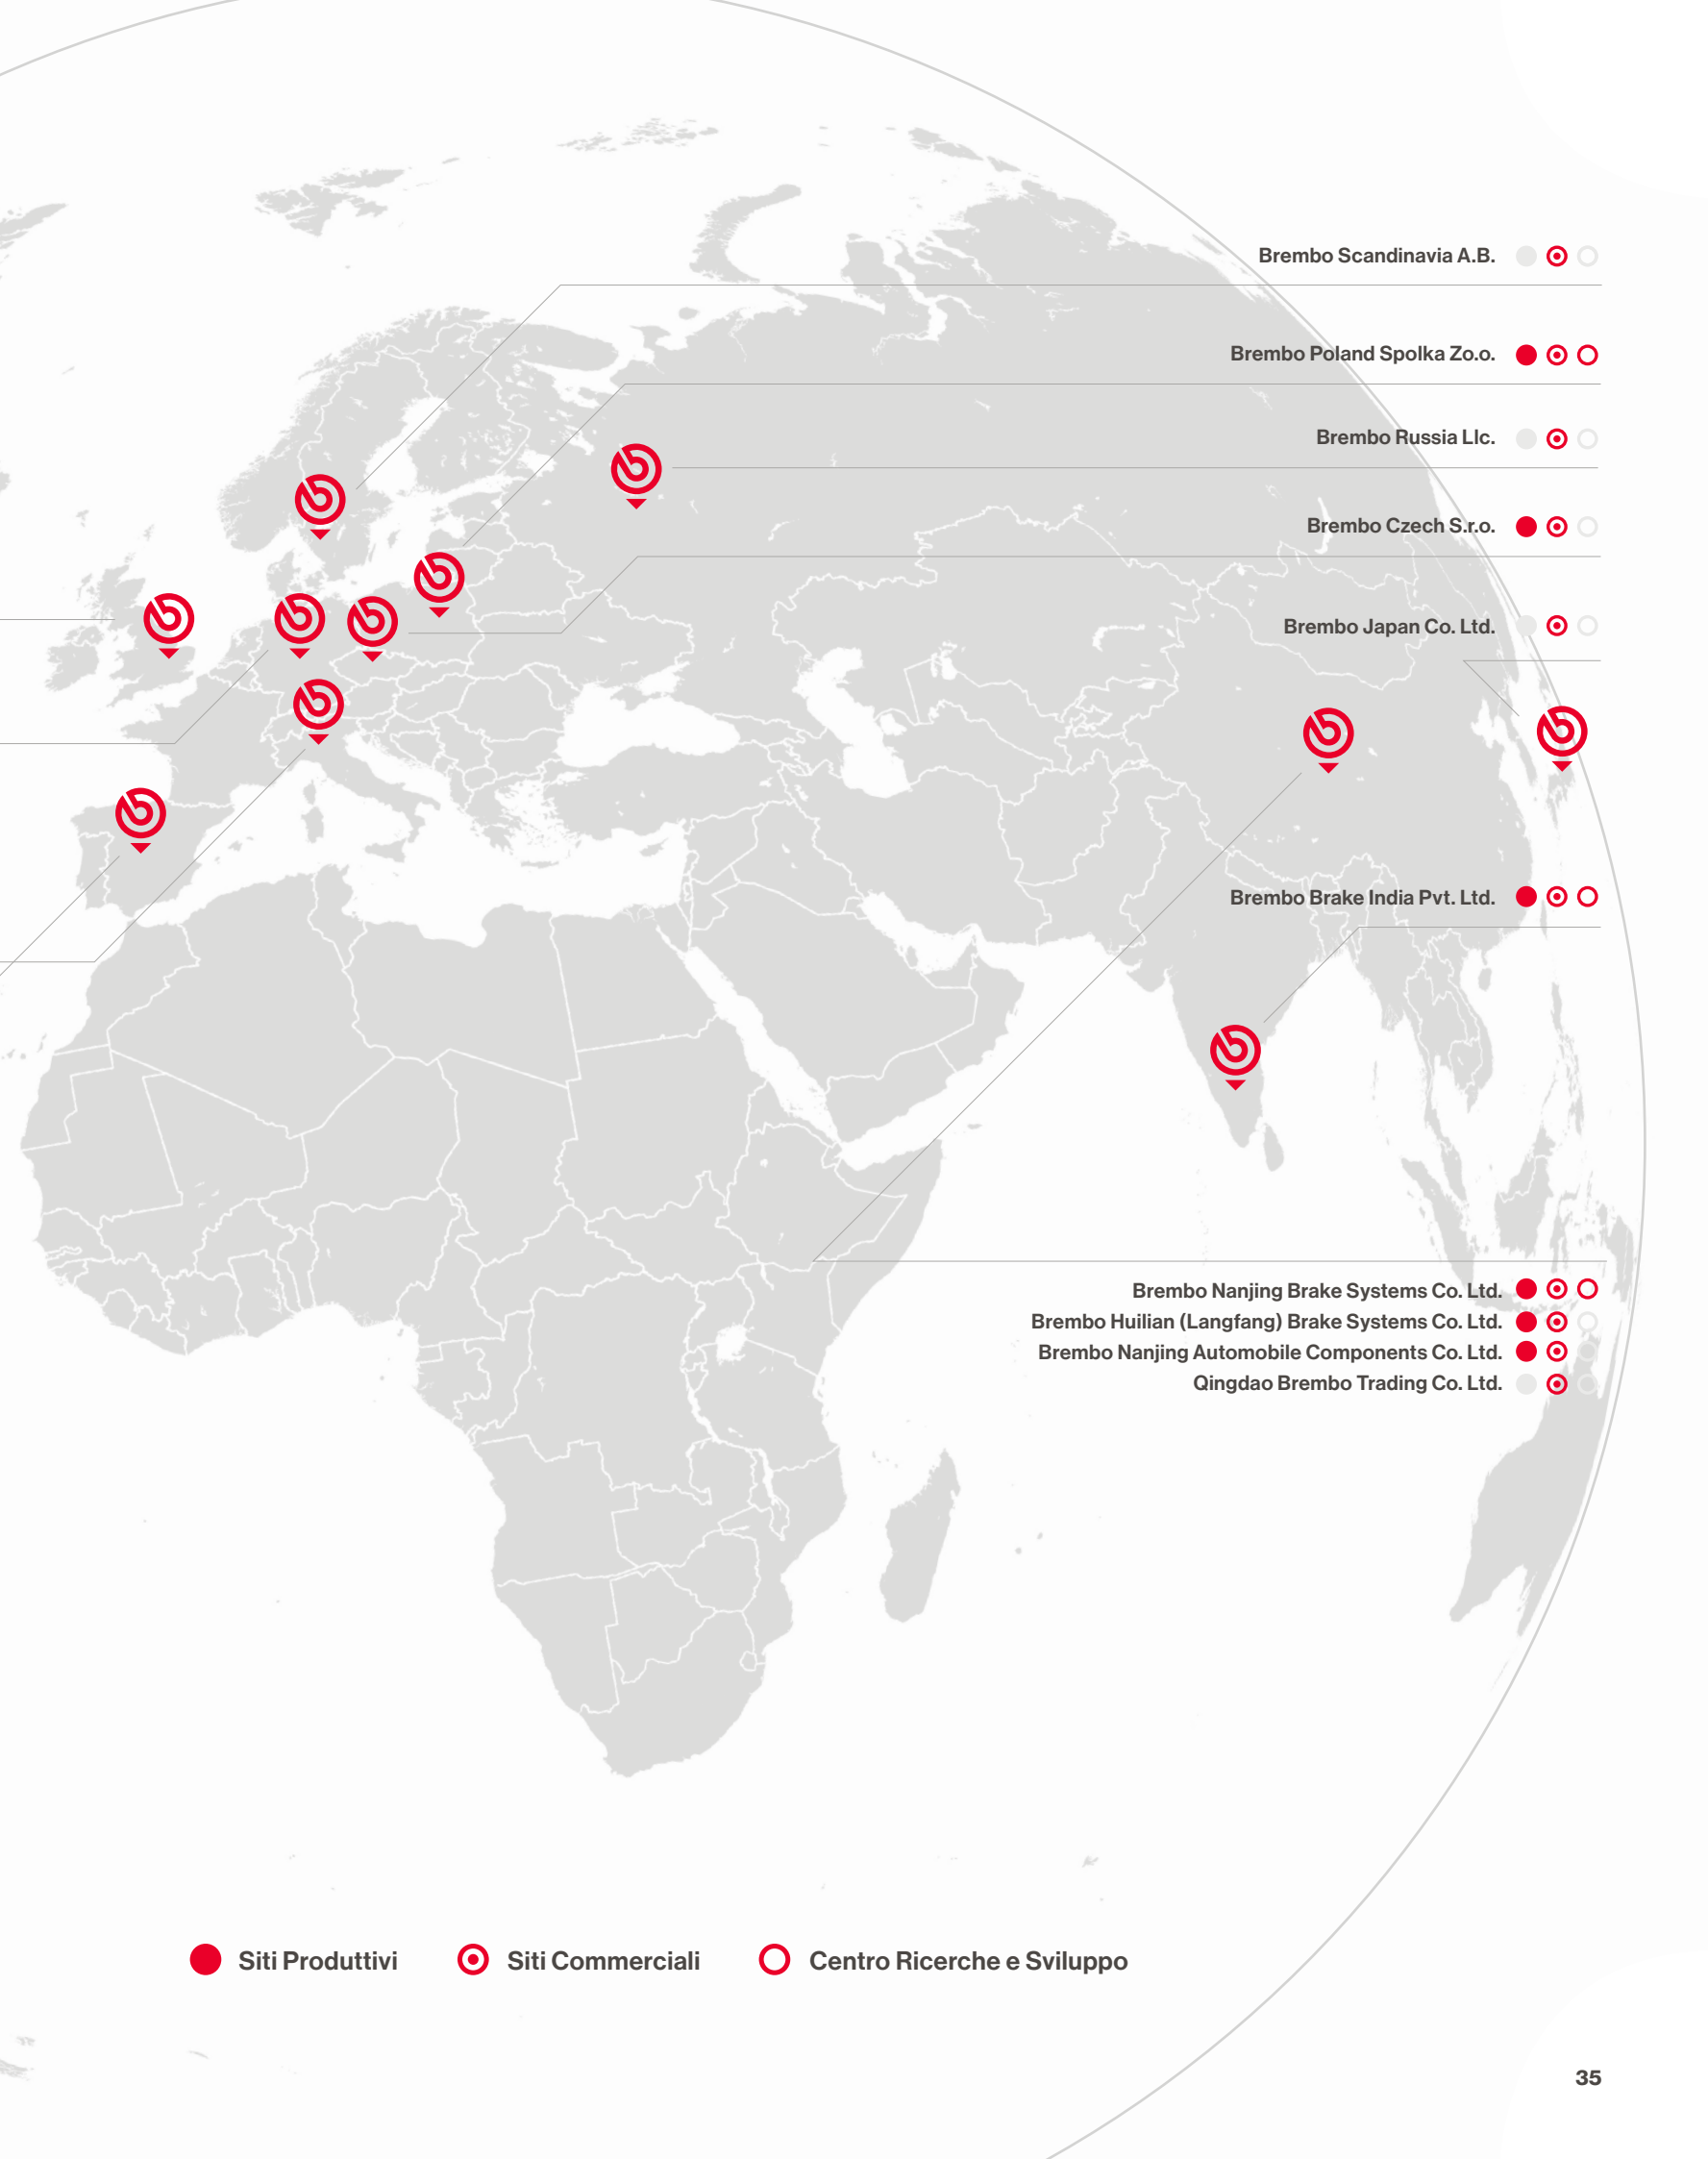 Brembo Scandinavia A.B.
Brembo Poland Spolka Zo.o.
Brembo Russia Llc.
Brembo Czech S.r.o.
Brembo Japan Co. Ltd.
Brembo Brake India Pvt. Ltd.
Brembo Nanjing Brake Systems Co. Ltd.
Brembo Huilian (Langfang) Brake Systems Co. Ltd.
Brembo Nanjing Automobile Components Co. Ltd.
Qingdao Brembo Trading Co. Ltd.
Siti Produttivi Siti Commerciali Centro Ricerche e Sviluppo
35